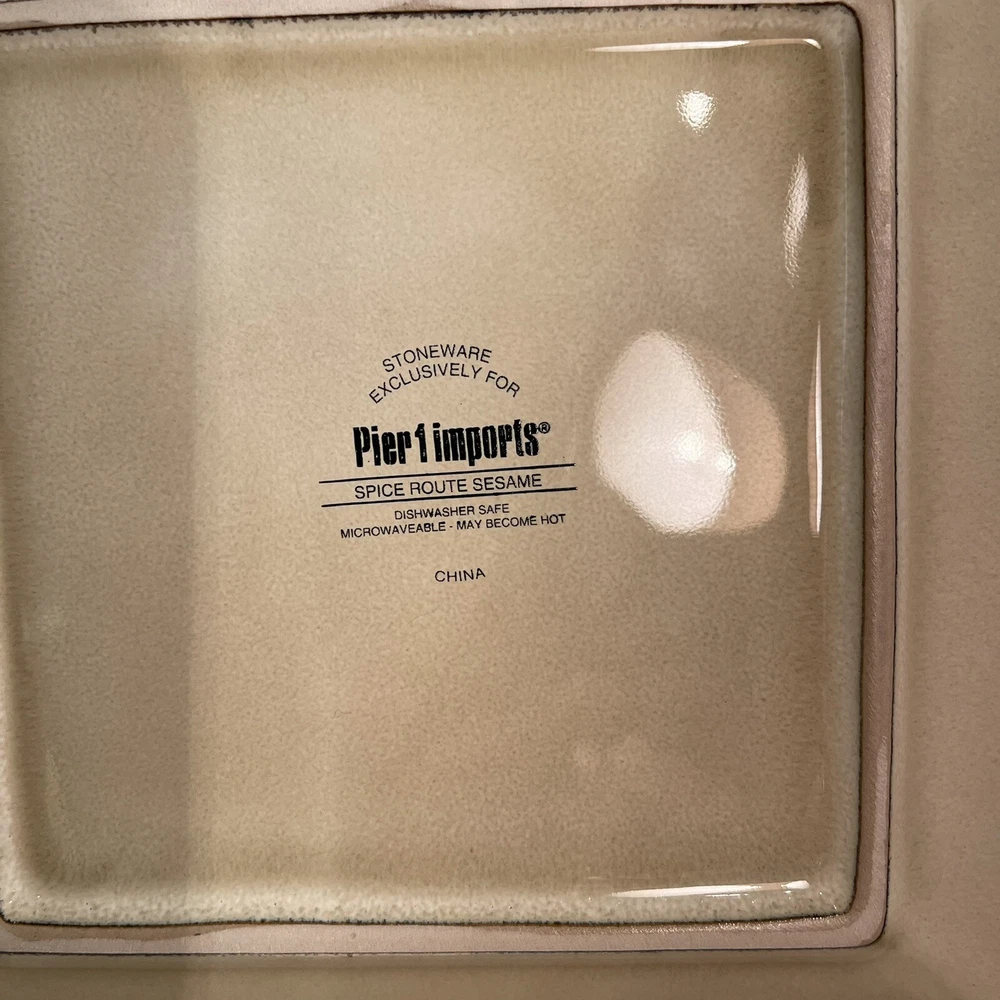 STONEWARE
EXCLUSIVELY FOR
Pier 1 imports®
SPICE ROUTE SESAME
DISHWASHER SAFE
MICROWAVEABLE - MAY BECOME HOT
CHINA